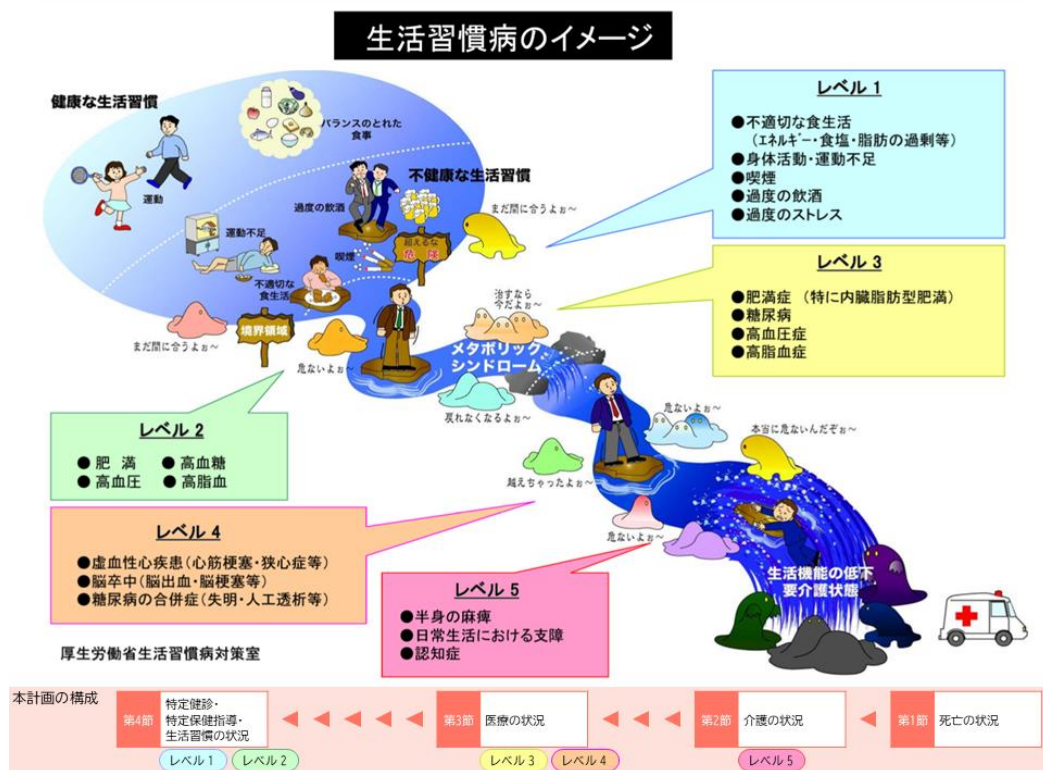 生活習慣病のイメージ
健康な生活習慣
バランスのとれた
食事
運動
不健康な生活習慣
過度の飲酒
まだ間に合うよぉ～
運動不足
喫煙
超えるな
危険
不適切な
食生活
治すなら
今だよぉ～
境界領域
まだ間に合うよぉ～
危ないよぉ～
メタボリック
シンドローム
戻れなくなるよぉ～
危ないよぉ～
本当に危ないんだぞぉ～
越えちゃったよぉ～
危ないよぉ～
生活機能の低下
要介護状態
レベル 1
●不適切な食生活
(エネルギー・食塩・脂肪の過剰等)
●身体活動・運動不足
●喫煙
●過度の飲酒
●過度のストレス
レベル 3
●肥満症 (特に内臓脂肪型肥満)
●糖尿病
●高血圧症
●高脂血症
レベル 2
● 肥 満 ● 高血糖
● 高血圧 ● 高脂血
レベル 4
●虚血性心疾患(心筋梗塞・狭心症等)
●脳卒中(脳出血・脳梗塞等)
●糖尿病の合併症(失明・人工透析等)
レベル 5
●半身の麻痺
●日常生活における支障
●認知症
厚生労働省生活習慣病対策室
本計画の構成
第4節 特定健診・
特定保健指導・
生活習慣の状況
第3節 医療の状況
第2節 介護の状況
第1節 死亡の状況
レベル 1 レベル 2 レベル 3 レベル 4 レベル 5